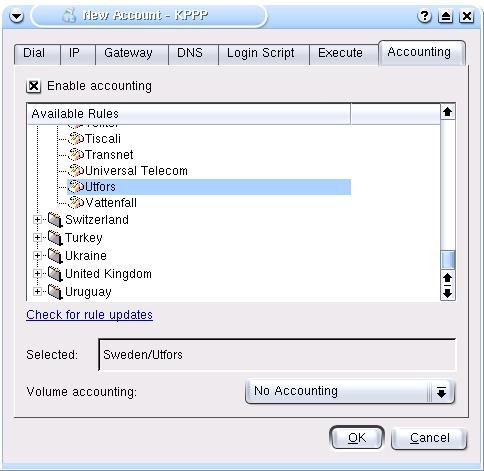 New Account - KPPP
Dial IP Gateway DNS Login Script Execute Accounting
Enable accounting
Available Rules
Tiscali
Transnet
Universal Telecom
Utfors
Vattenfall
Switzerland
Turkey
Ukraine
United Kingdom
Uruguay
Check for rule updates
Selected: Sweden/Utfors
Volume accounting: No Accounting
OK Cancel